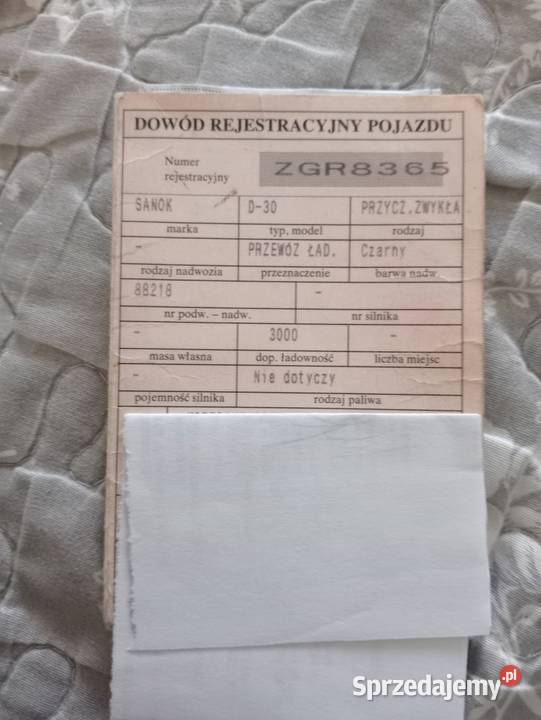 DOWÓD REJESTRACYJNY POJAZDU
Numer rejestracyjny ZGR8365
SANOK D-30 PRZYCZ.ZWYKŁA
marka typ, model rodzaj
- PRZEWÓZ ŁAD. Czarny
rodzaj nadwozia przeznaczenie barwa nadw.
88218 -
nr podw. – nadw. nr silnika
- 3000 -
masa własna dop. ładowność liczba miejsc
- Nie dotyczy
pojemność silnika rodzaj paliwa
Sprzedajemy.pl